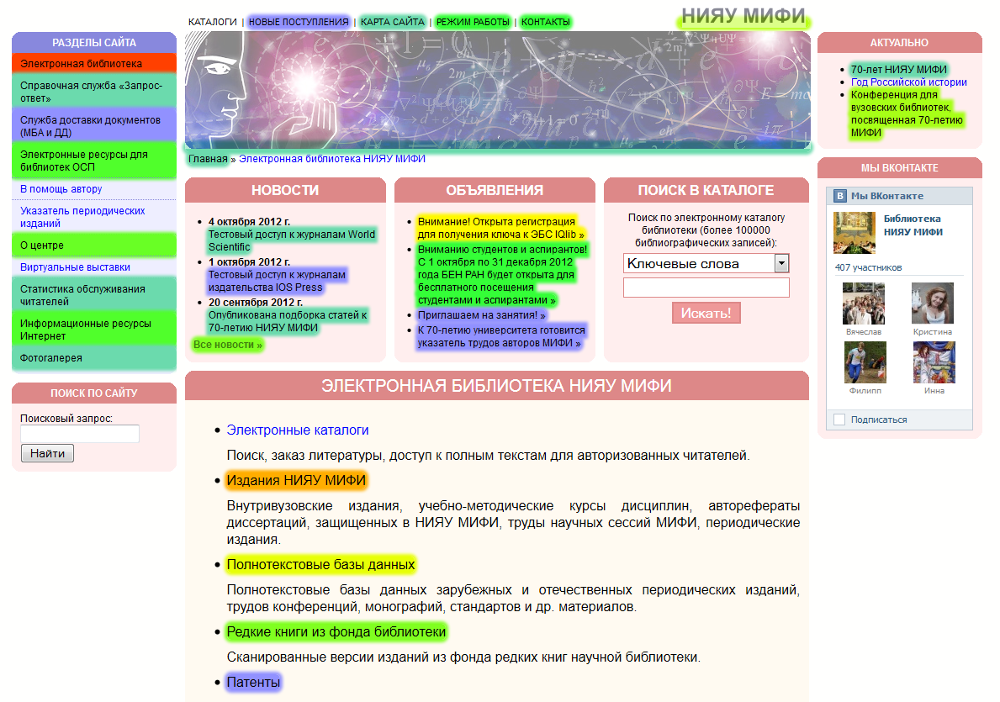 КАТАЛОГИ | НОВЫЕ ПОСТУПЛЕНИЯ | КАРТА САЙТА | РЕЖИМ РАБОТЫ | КОНТАКТЫ
НИЯУ МИФИ
РАЗДЕЛЫ САЙТА
Электронная библиотека
Справочная служба «Запрос-
ответ»
Служба доставки документов
(МБА и ДД)
Электронные ресурсы для
библиотек ОСП
В помощь автору
Указатель периодических
изданий
О центре
Виртуальные выставки
Статистика обслуживания
читателей
Информационные ресурсы
Интернет
Фотогалерея
ПОИСК ПО САЙТУ
Поисковый запрос:
Найти
Главная » Электронная библиотека НИЯУ МИФИ
НОВОСТИ
4 октября 2012 г.
Тестовый доступ к журналам World
Scientific
1 октября 2012 г.
Тестовый доступ к журналам
издательства IOS Press
20 сентября 2012 г.
Опубликована подборка статей к
70-летию НИЯУ МИФИ
Все новости »
ОБЪЯВЛЕНИЯ
Внимание! Открыта регистрация
для получения ключа к ЭБС IQlib »
Вниманию студентов и аспирантов!
С 1 октября по 31 декабря 2012
года БЕН РАН будет открыта для
бесплатного посещения
студентами и аспирантами »
Приглашаем на занятия! »
К 70-летию университета готовится
указатель трудов авторов МИФИ »
ПОИСК В КАТАЛОГЕ
Поиск по электронному каталогу
библиотеки (более 100000
библиографических записей):
Ключевые слова
Искать!
ЭЛЕКТРОННАЯ БИБЛИОТЕКА НИЯУ МИФИ
Электронные каталоги
Поиск, заказ литературы, доступ к полным текстам для авторизованных читателей.
Издания НИЯУ МИФИ
Внутривузовские издания, учебно-методические курсы дисциплин, авторефераты
диссертаций, защищенных в НИЯУ МИФИ, труды научных сессий МИФИ, периодические
издания.
Полнотекстовые базы данных
Полнотекстовые базы данных зарубежных и отечественных периодических изданий,
трудов конференций, монографий, стандартов и др. материалов.
Редкие книги из фонда библиотеки
Сканированные версии изданий из фонда редких книг научной библиотеки.
Патенты
АКТУАЛЬНО
70-лет НИЯУ МИФИ
Год Российской истории
Конференция для
вузовских библиотек,
посвященная 70-летию
МИФИ
МЫ ВКОНТАКТЕ
В Мы ВКонтакте
Библиотека
НИЯУ МИФИ
407 участников
Вячеслав Кристина
Филипп Инна
Подписаться